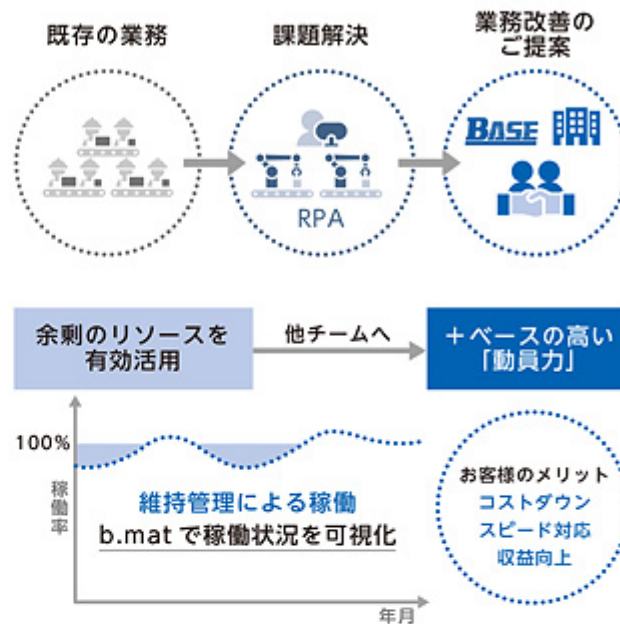 既存の業務
課題解決
業務改善の
ご提案
RPA
BASE
余剰のリソースを
有効活用
他チームへ
＋ベースの高い
「動員力」
100%
稼働率
維持管理による稼働
b.matで稼働状況を可視化
年月
お客様のメリット
コストダウン
スピード対応
収益向上